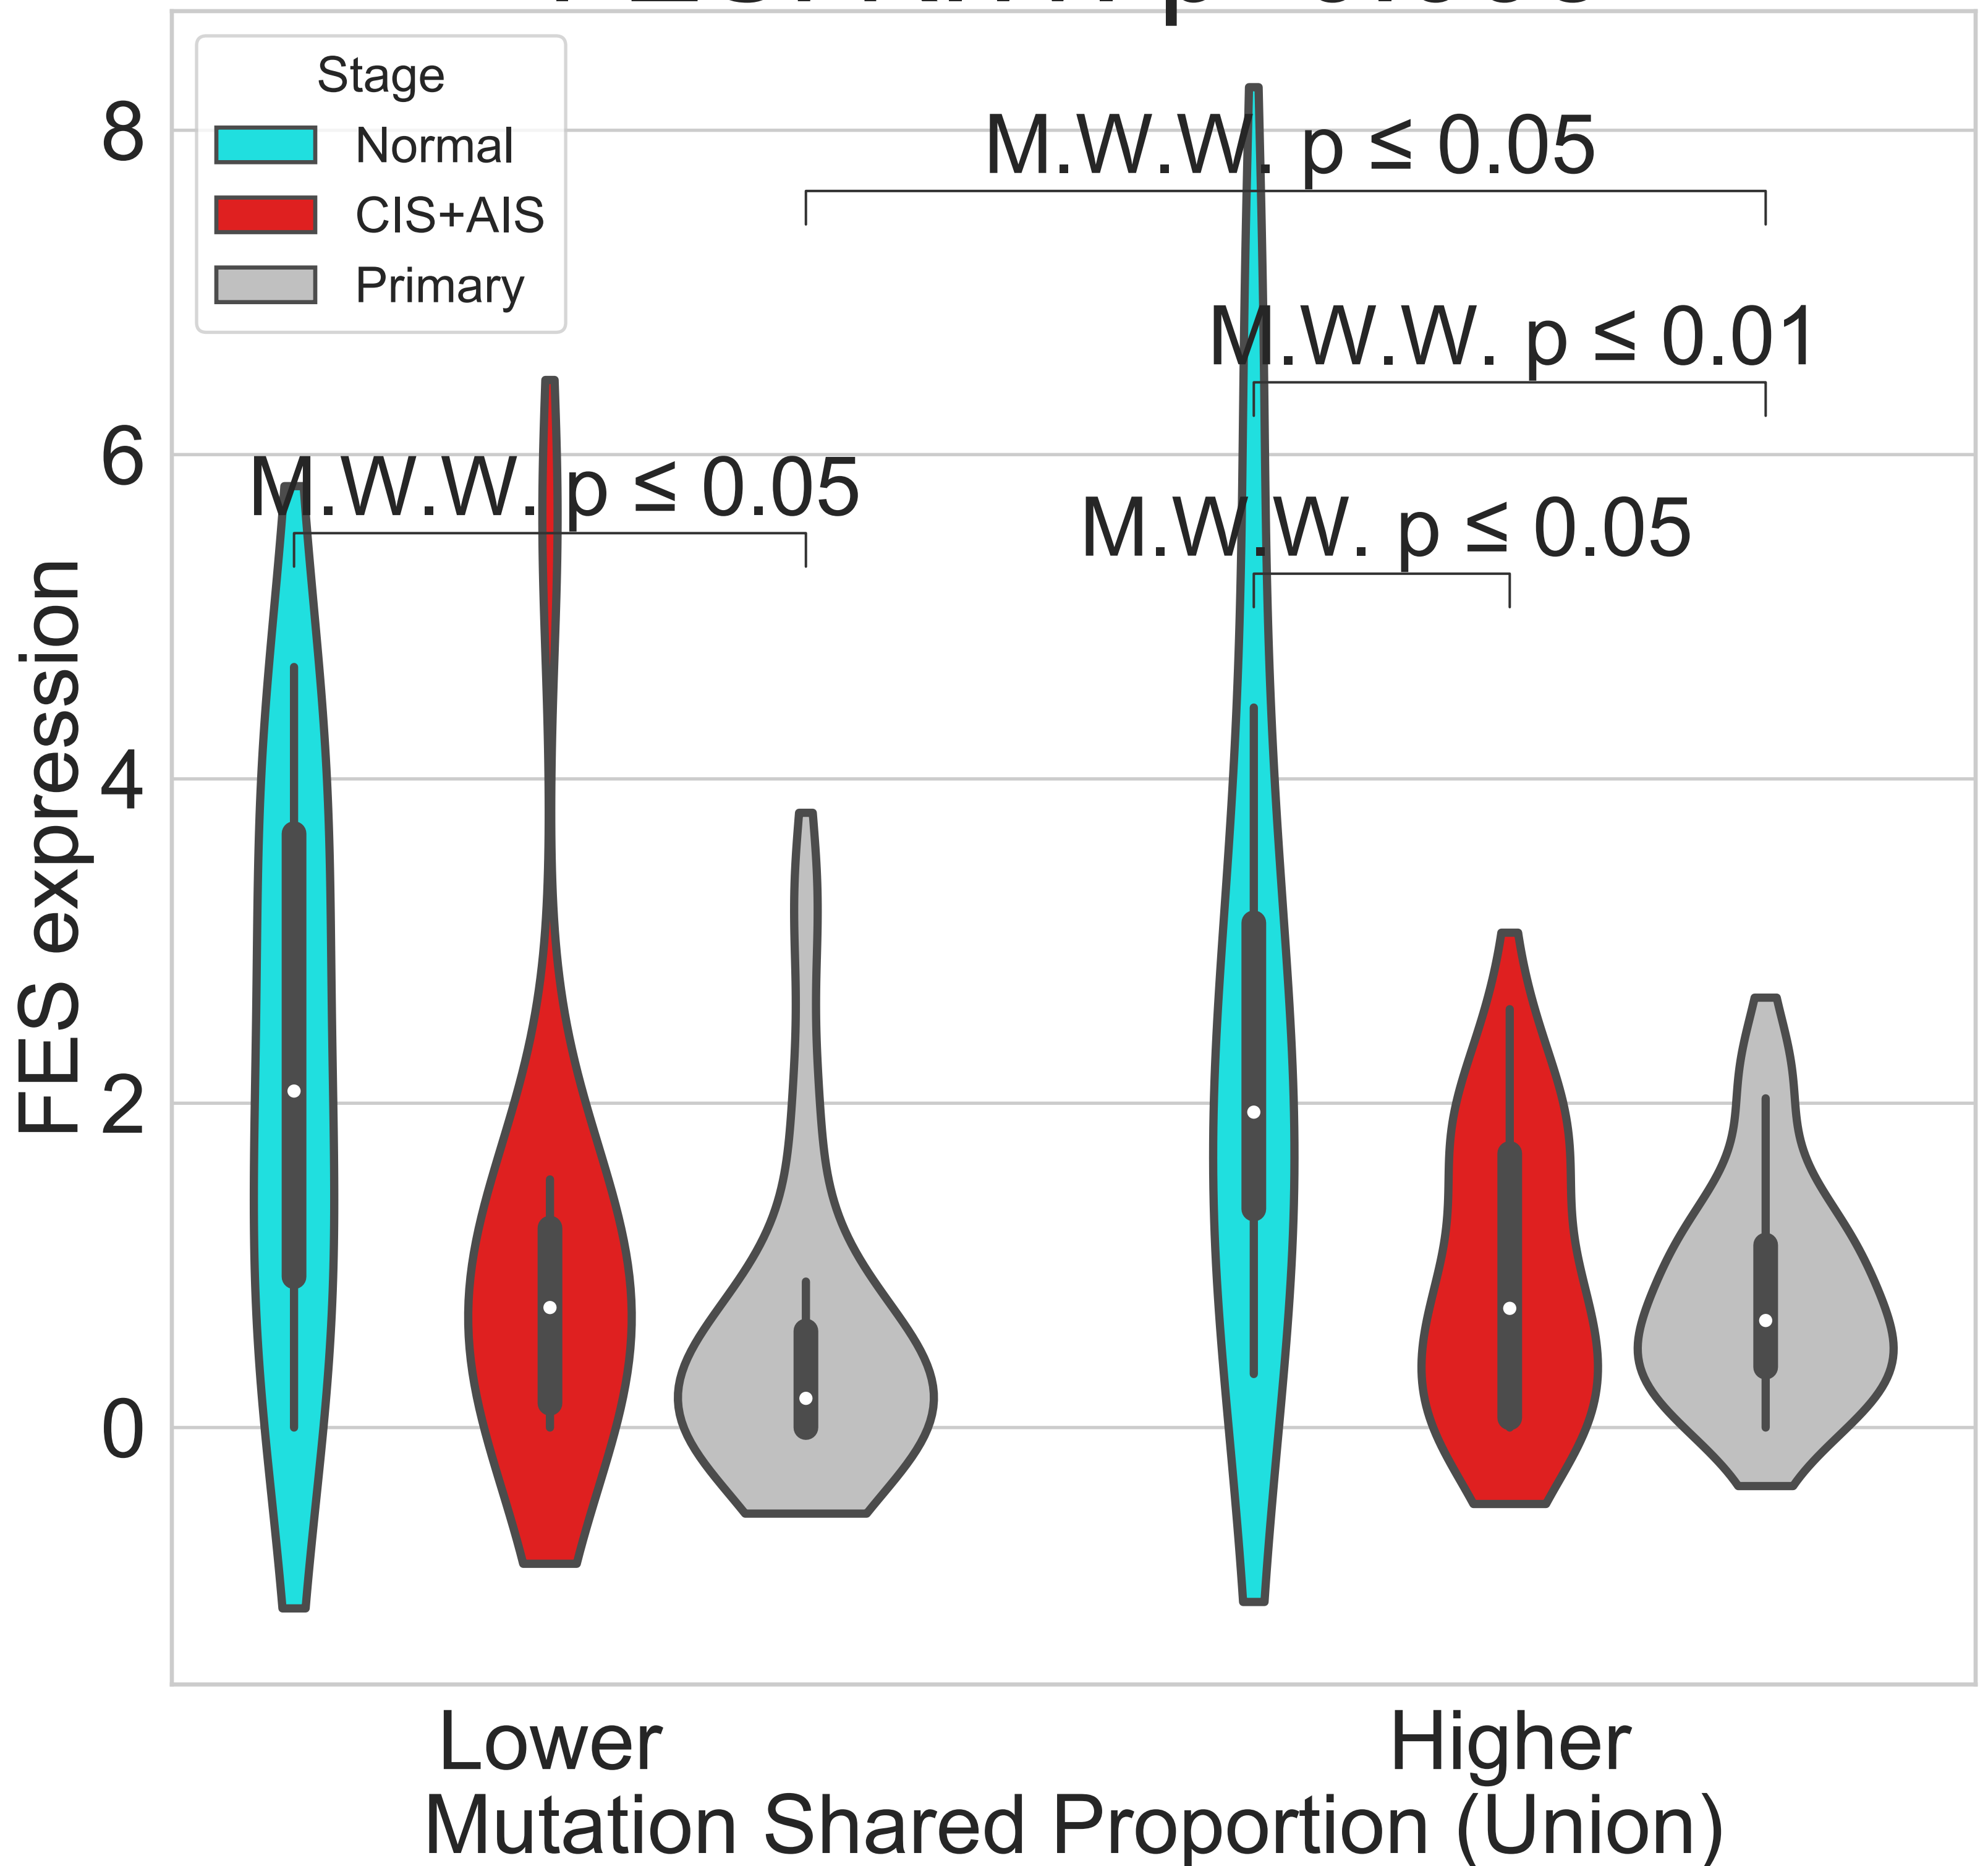 Stage
Normal
CIS+AIS
Primary
M.W.W. p ≤ 0.05
M.W.W. p ≤ 0.01
M.W.W. p ≤ 0.05
M.W.W. p ≤ 0.05
8
6
4
2
0
FES expression
Lower
Higher
Mutation Shared Proportion (Union)